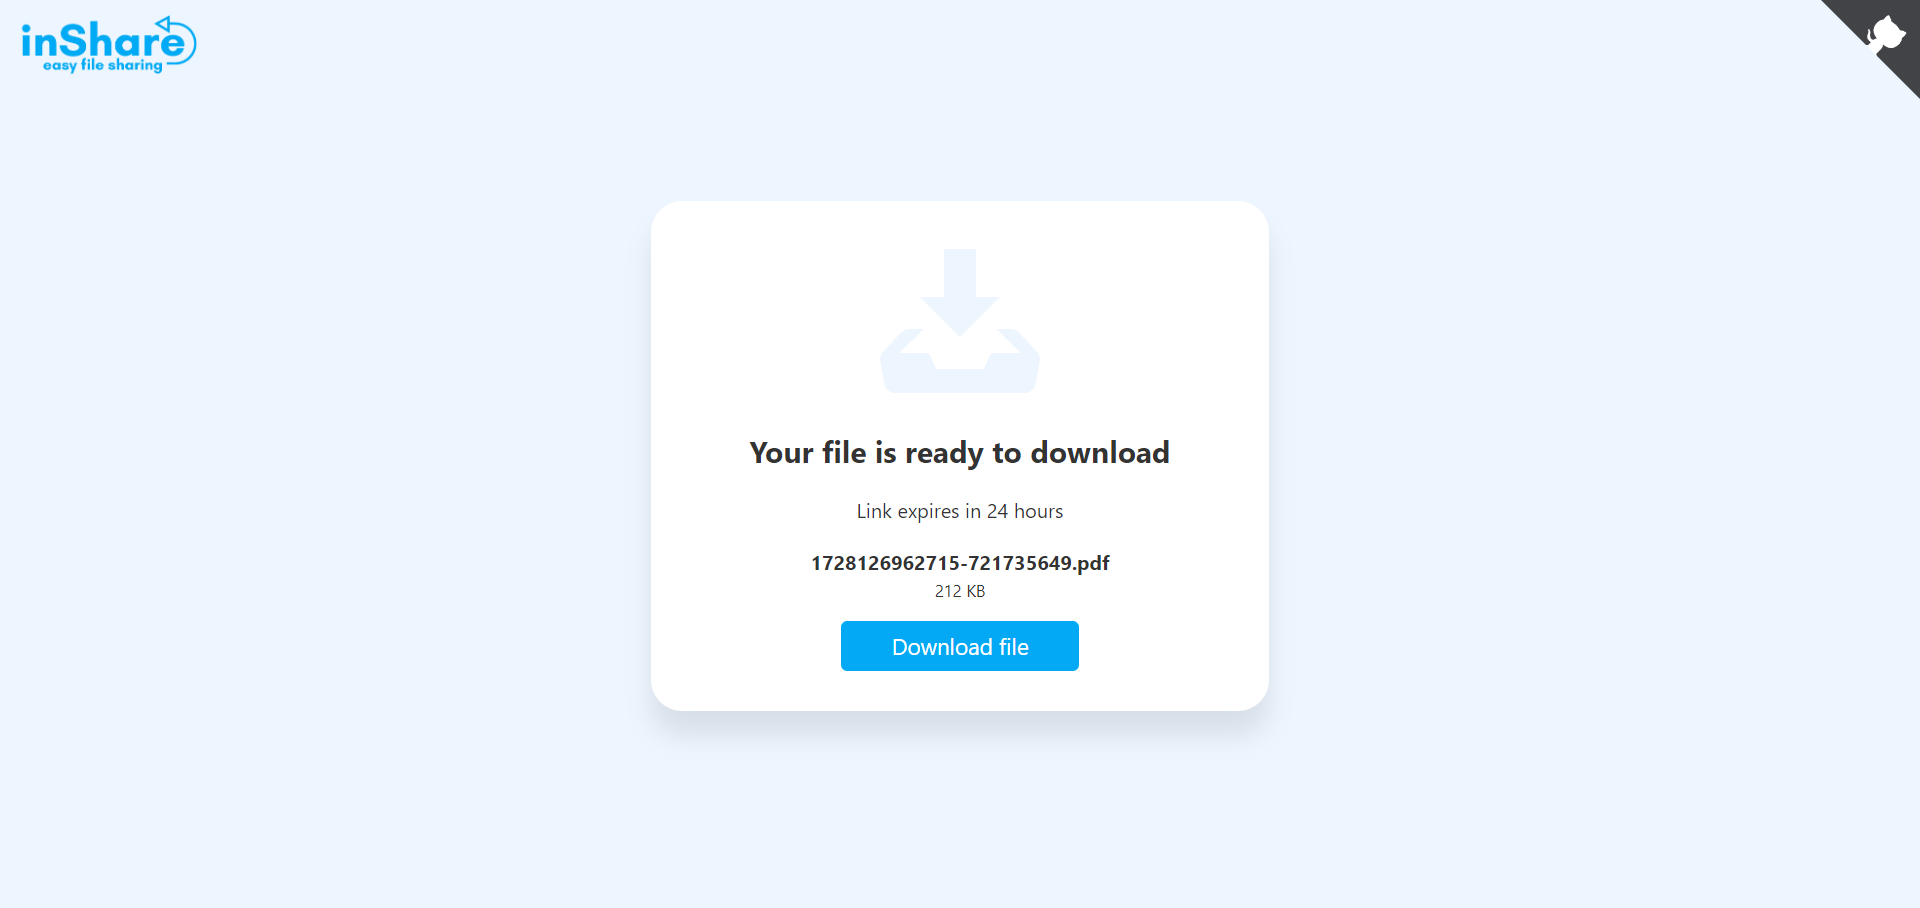 inShare
easy file sharing
Your file is ready to download
Link expires in 24 hours
1728126962715-721735649.pdf
212 KB
Download file